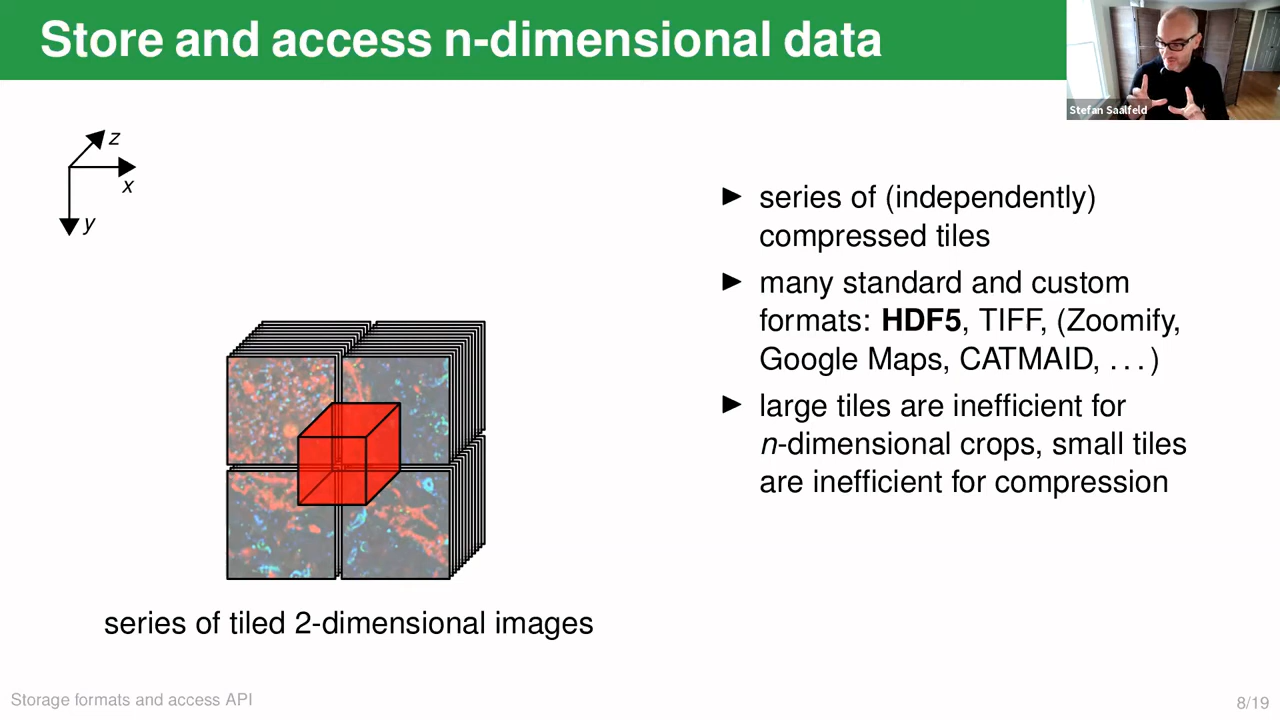 Store and access n-dimensional data
Stefan Saalfeld
z
x
y
▶ series of (independently)
compressed tiles
▶ many standard and custom
formats: HDF5, TIFF, (Zoomify,
Google Maps, CATMAID, . . . )
▶ large tiles are inefficient for
n-dimensional crops, small tiles
are inefficient for compression
series of tiled 2-dimensional images
Storage formats and access API
8/19